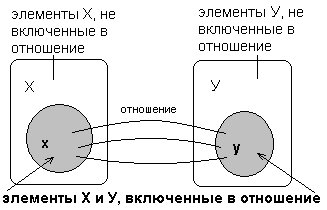 элементы X, не
включенные в
отношение
элементы У, не
включенные в
отношение
X
У
отношение
x
y
элементы X и У, включенные в отношение